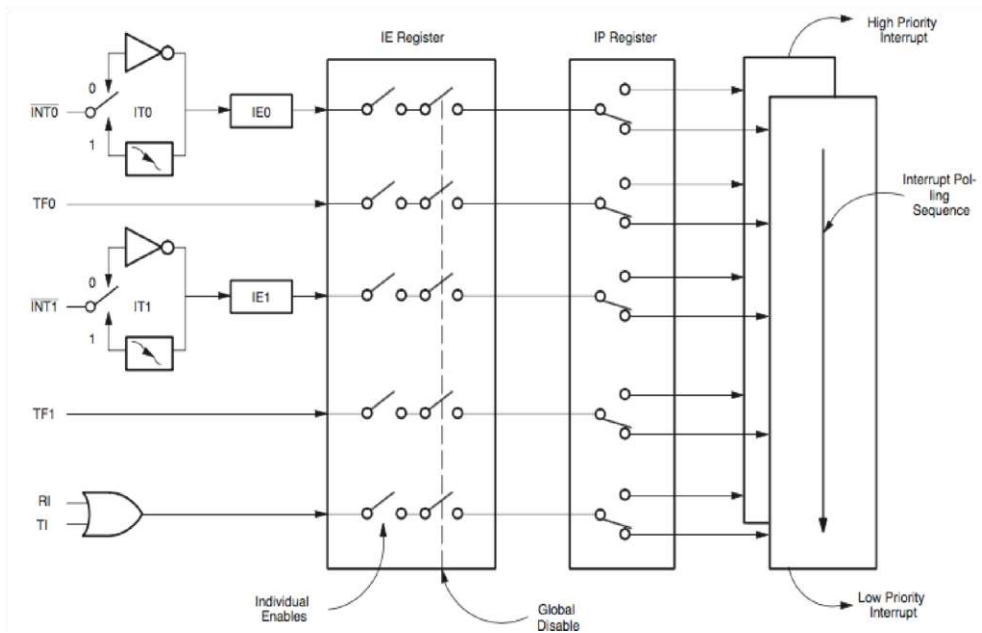 IE Register
IP Register
High Priority
Interrupt
0
INT0
IT0
IE0
1
TF0
Interrupt Pol-
ling
Sequence
0
INT1
IT1
IE1
1
TF1
RI
TI
Individual
Enables
Global
Disable
Low Priority
Interrupt